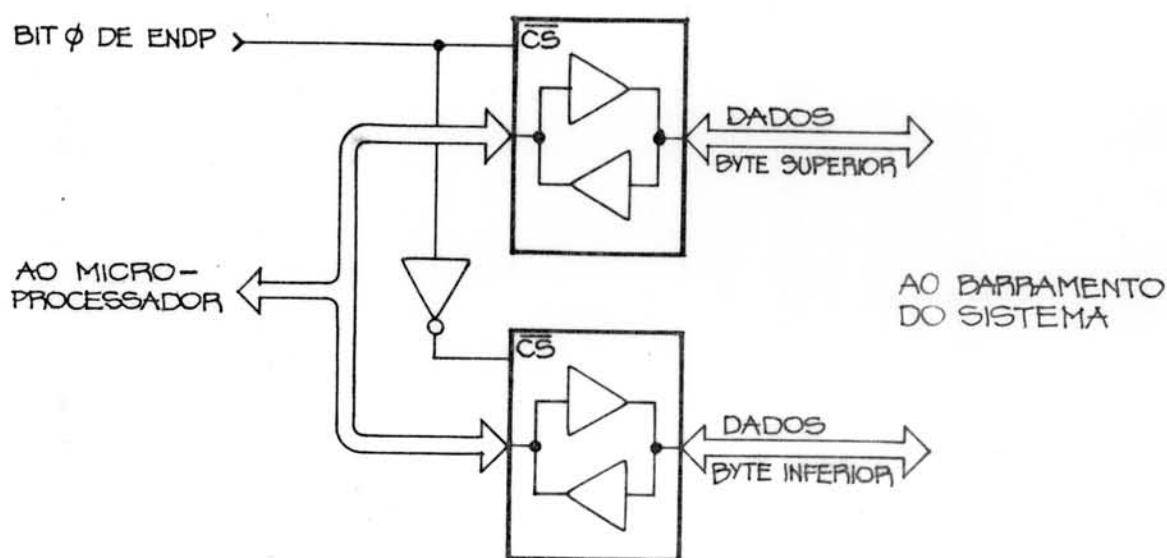 BIT φ DE ENDP
CS
DADOS
BYTE SUPERIOR
AO MICRO-
PROCESSADOR
AO BARRAMENTO
DO SISTEMA
CS
DADOS
BYTE INFERIOR